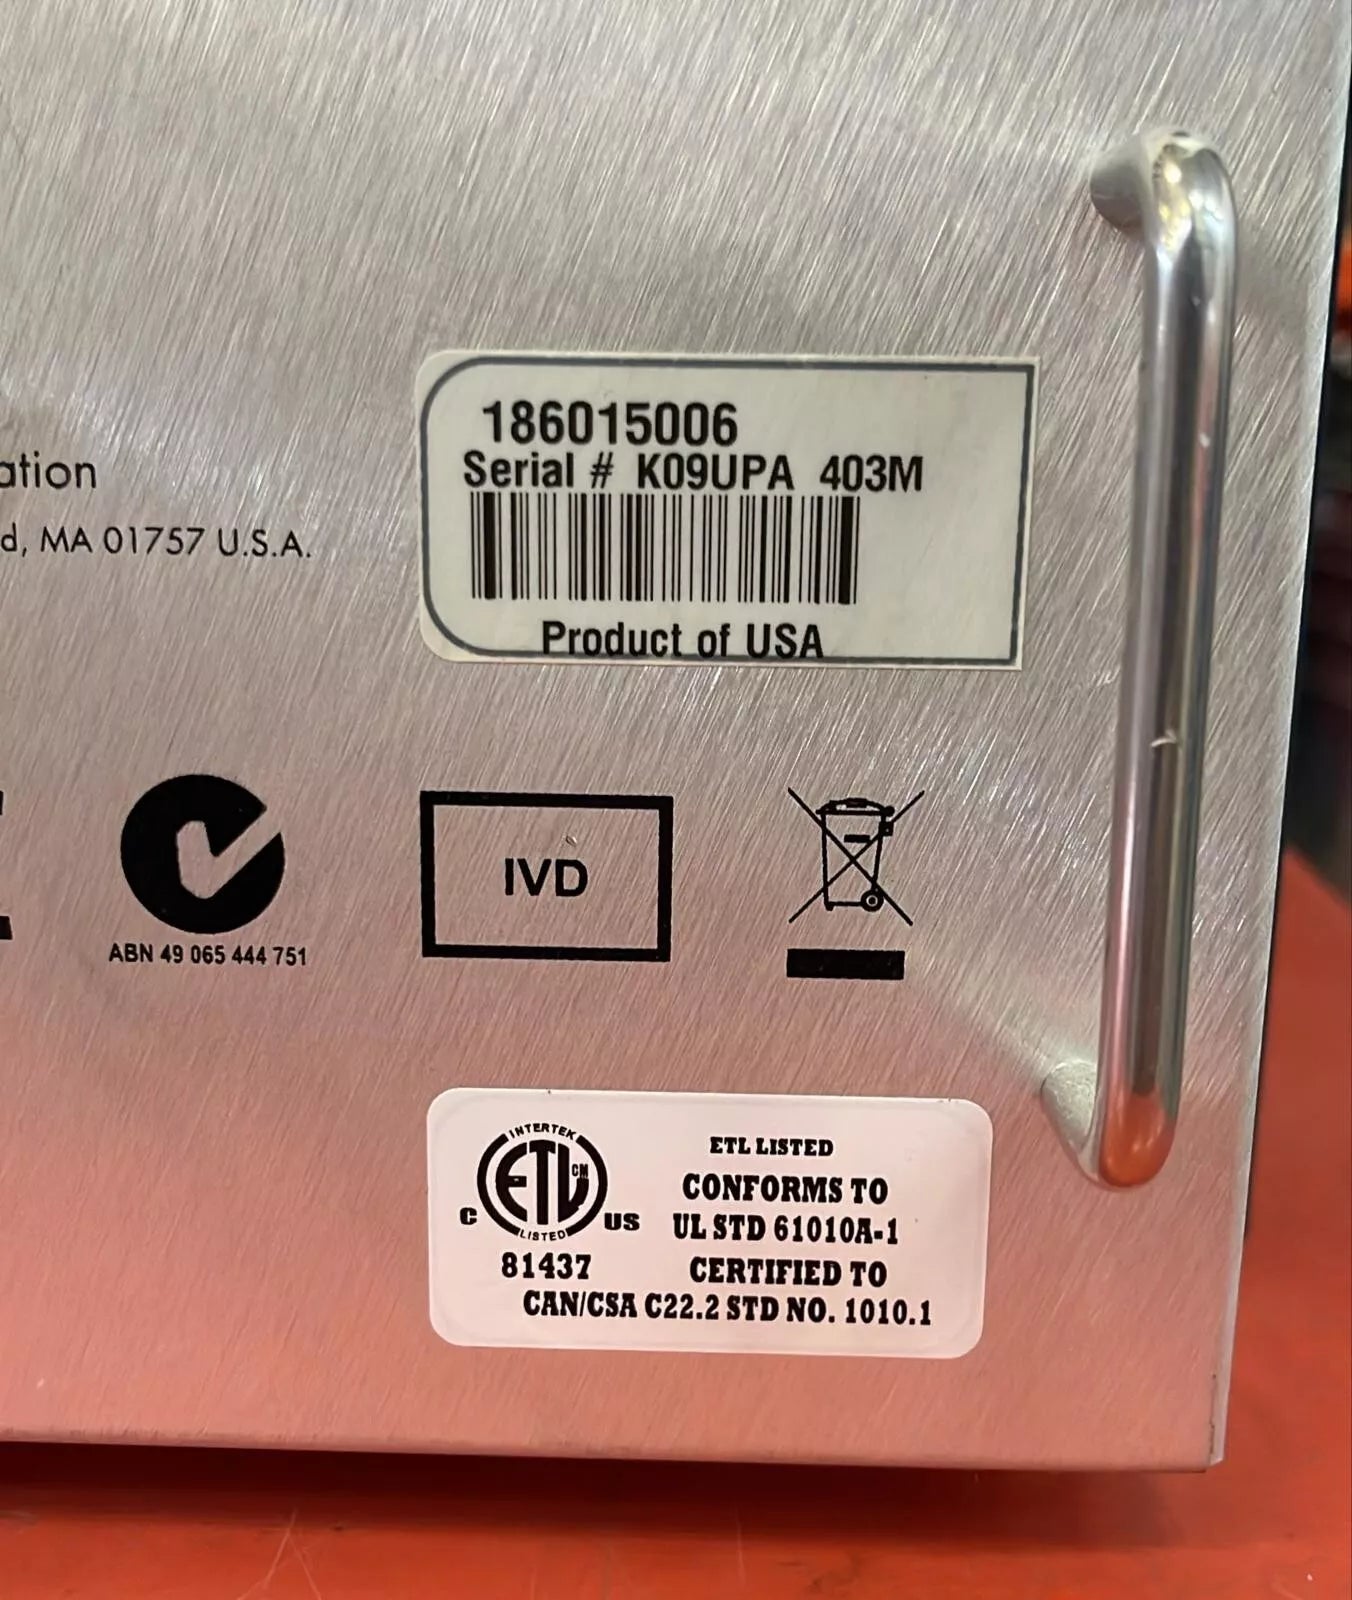 186015006
Serial # K09UPA 403M
ation
d, MA 01757 U.S.A.
Product of USA
ABN 49 065 444 751
IVD
INTERTEK
ETL CM
LISTED
C US
81437
ETL LISTED
CONFORMS TO
UL STD 61010A-1
CERTIFIED TO
CAN/CSA C22.2 STD NO. 1010.1